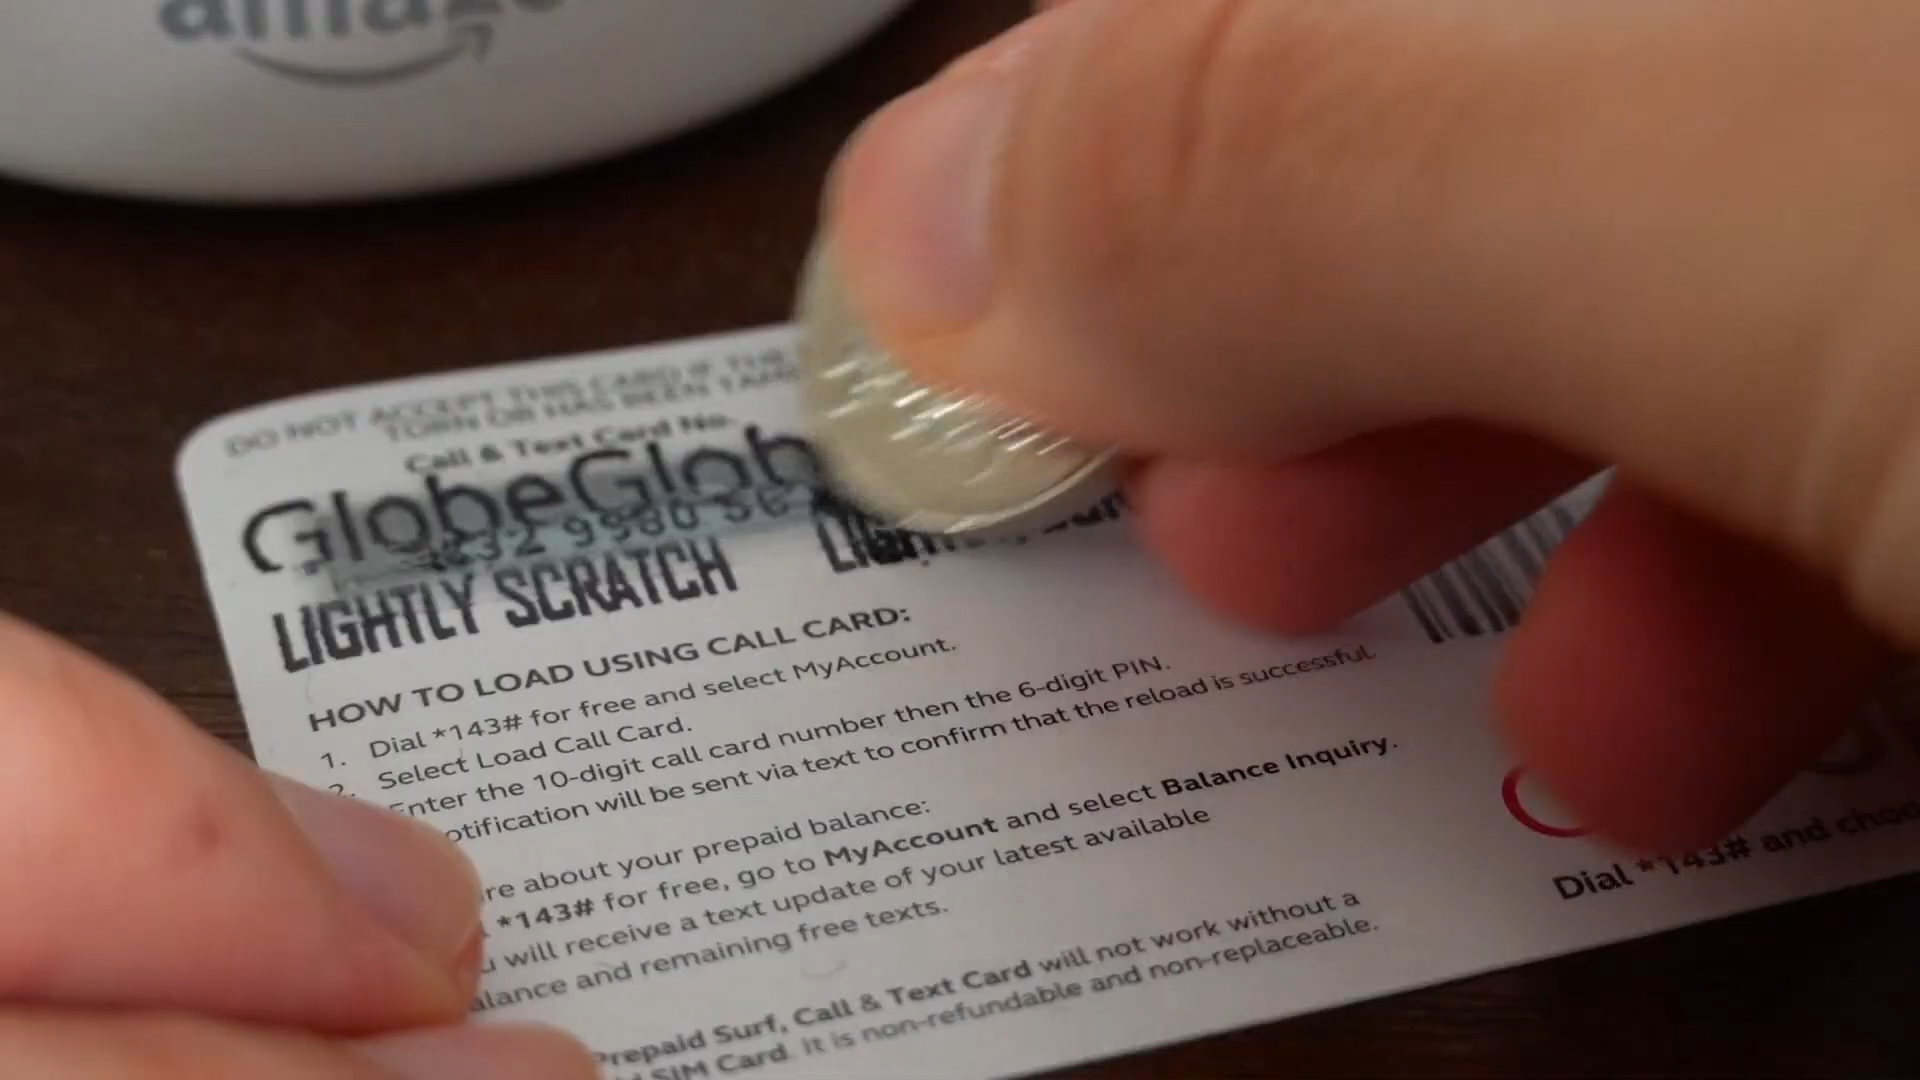 amazo
DO NOT ACCEPT THIS CARD IF THE
TORN OR HAS BEEN TAM
Call & Text Card No.
GlobeGlob
232 9980 56
LIGHTLY SCRATCH
HOW TO LOAD USING CALL CARD:
1. Dial *143# for free and select MyAccount.
2. Select Load Call Card.
Enter the 10-digit call card number then the 6-digit PIN.
otification will be sent via text to confirm that the reload is successful.
re about your prepaid balance:
*143# for free, go to MyAccount and select Balance Inquiry.
u will receive a text update of your latest available
alance and remaining free texts.
Prepaid Surf, Call & Text Card will not work without a
SIM Card. It is non-refundable and non-replaceable.
Dial *143# and choo